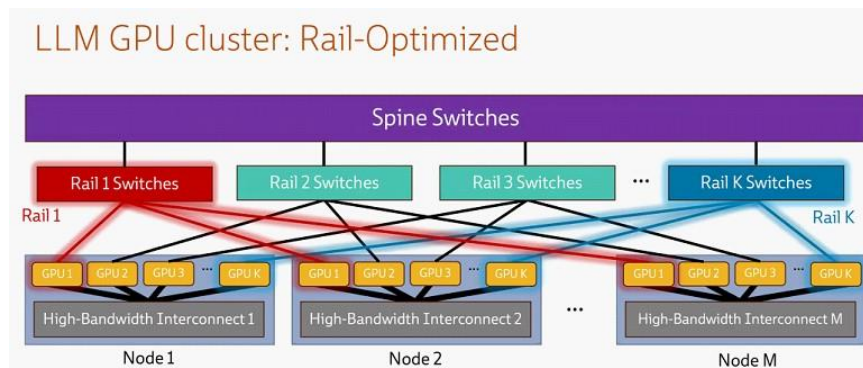 LLM GPU cluster: Rail-Optimized
Spine Switches
Rail 1 Switches Rail 2 Switches Rail 3 Switches ... Rail K Switches
Rail 1 Rail K
GPU 1 GPU 2 GPU 3 ... GPU K GPU 1 GPU 2 GPU 3 ... GPU K GPU 1 GPU 2 GPU 3 ... GPU K
High-Bandwidth Interconnect 1 High-Bandwidth Interconnect 2 ... High-Bandwidth Interconnect M
Node 1 Node 2 Node M